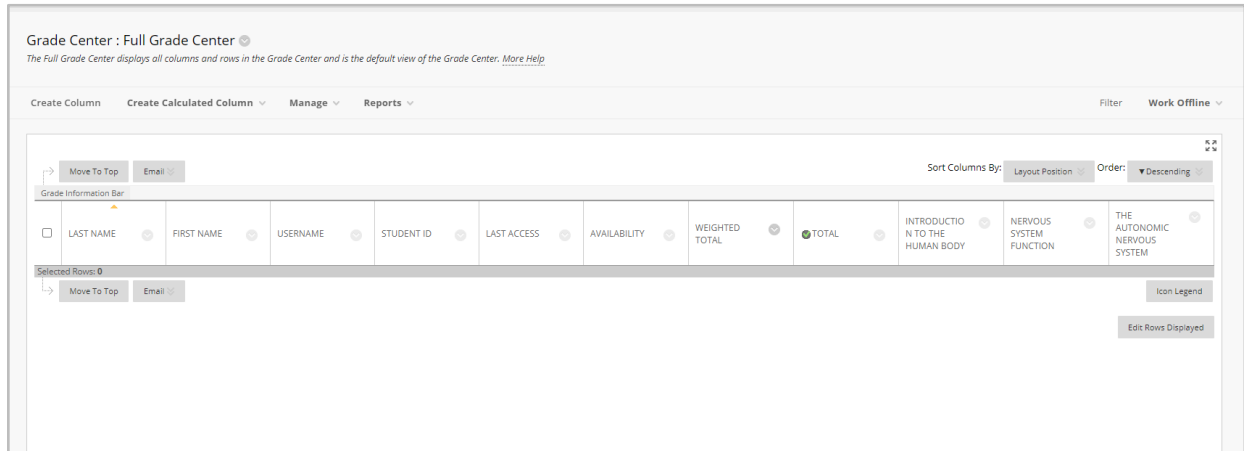 Grade Center : Full Grade Center
The Full Grade Center displays all columns and rows in the Grade Center and is the default view of the Grade Center. More Help
Create Column Create Calculated Column Manage Reports Filter Work Offline
Move To Top Email Sort Columns By: Layout Position Order: ▼Descending
Grade Information Bar
LAST NAME FIRST NAME USERNAME STUDENT ID LAST ACCESS AVAILABILITY
WEIGHTED
TOTAL
TOTAL
INTRODUCTIO
N TO THE
HUMAN BODY
NERVOUS
SYSTEM
FUNCTION
THE
AUTONOMIC
NERVOUS
SYSTEM
Selected Rows: 0
Move To Top Email Icon Legend
Edit Rows Displayed